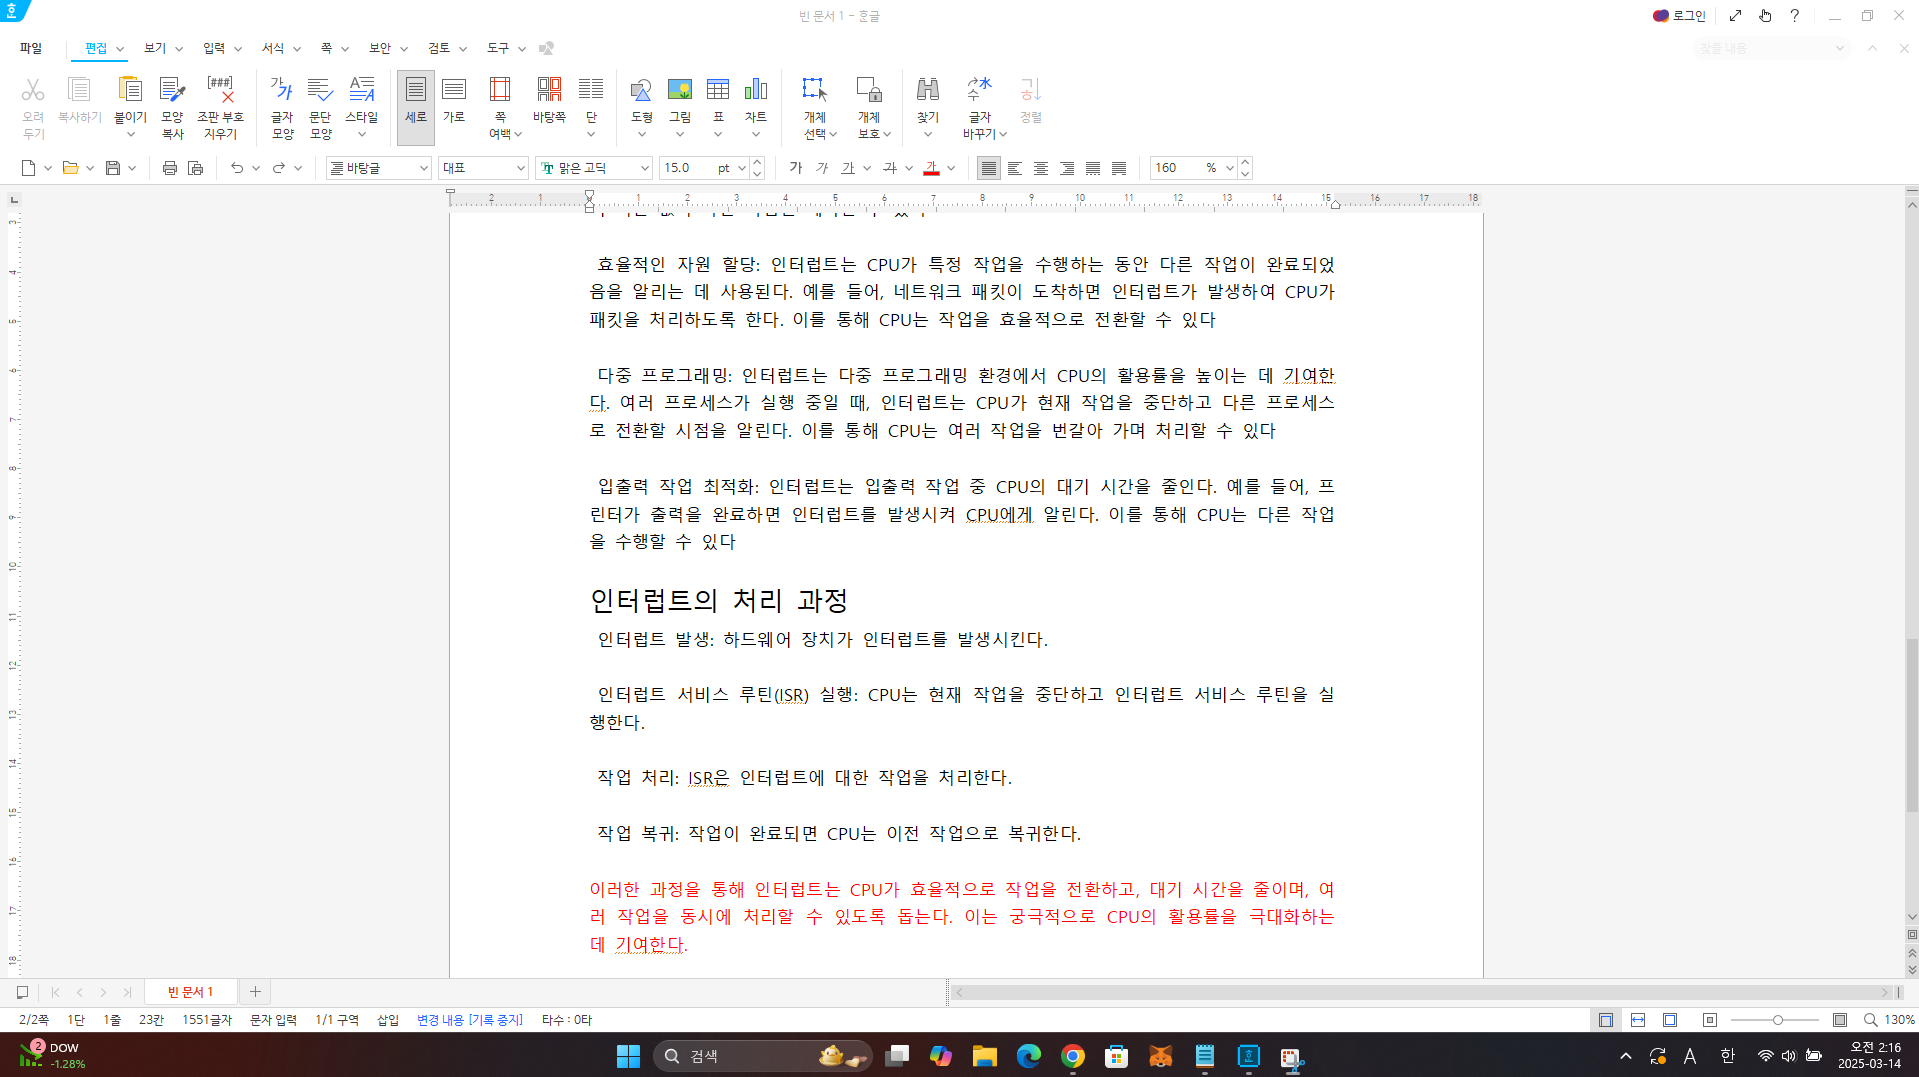 빈 문서 1 - 훈글
로그인
파일 편집 보기 입력 서식 쪽 보안 검토 도구
찾을 내용
오려 두기 복사하기 붙이기 모양 복사 조판 부호 지우기 글자 모양 문단 모양 스타일 세로 가로 쪽 여백 바탕쪽 단 도형 그림 표 차트 개체 선택 개체 보호 찾기 글자 바꾸기 정렬
바탕글 대표 맑은 고딕 15.0 pt 가 가 가 가 가 160 %
2 1 1 2 3 4 5 6 7 8 9 10 11 12 13 14 15 16 17 18
효율적인 자원 할당: 인터럽트는 CPU가 특정 작업을 수행하는 동안 다른 작업이 완료되었
음을 알리는 데 사용된다. 예를 들어, 네트워크 패킷이 도착하면 인터럽트가 발생하여 CPU가
패킷을 처리하도록 한다. 이를 통해 CPU는 작업을 효율적으로 전환할 수 있다
다중 프로그래밍: 인터럽트는 다중 프로그래밍 환경에서 CPU의 활용률을 높이는 데 기여한
다. 여러 프로세스가 실행 중일 때, 인터럽트는 CPU가 현재 작업을 중단하고 다른 프로세스
로 전환할 시점을 알린다. 이를 통해 CPU는 여러 작업을 번갈아 가며 처리할 수 있다
입출력 작업 최적화: 인터럽트는 입출력 작업 중 CPU의 대기 시간을 줄인다. 예를 들어, 프
린터가 출력을 완료하면 인터럽트를 발생시켜 CPU에게 알린다. 이를 통해 CPU는 다른 작업
을 수행할 수 있다
인터럽트의 처리 과정
인터럽트 발생: 하드웨어 장치가 인터럽트를 발생시킨다.
인터럽트 서비스 루틴(ISR) 실행: CPU는 현재 작업을 중단하고 인터럽트 서비스 루틴을 실
행한다.
작업 처리: ISR은 인터럽트에 대한 작업을 처리한다.
작업 복귀: 작업이 완료되면 CPU는 이전 작업으로 복귀한다.
이러한 과정을 통해 인터럽트는 CPU가 효율적으로 작업을 전환하고, 대기 시간을 줄이며, 여
러 작업을 동시에 처리할 수 있도록 돕는다. 이는 궁극적으로 CPU의 활용률을 극대화하는
데 기여한다.
빈 문서 1
2/2쪽 1단 1줄 23칸 1551글자 문자 입력 1/1 구역 삽입 변경 내용 [기록 중지] 타수 : 0타 130%
2 DOW
-1.28%
검색
A 한 오전 2:16
2025-03-14